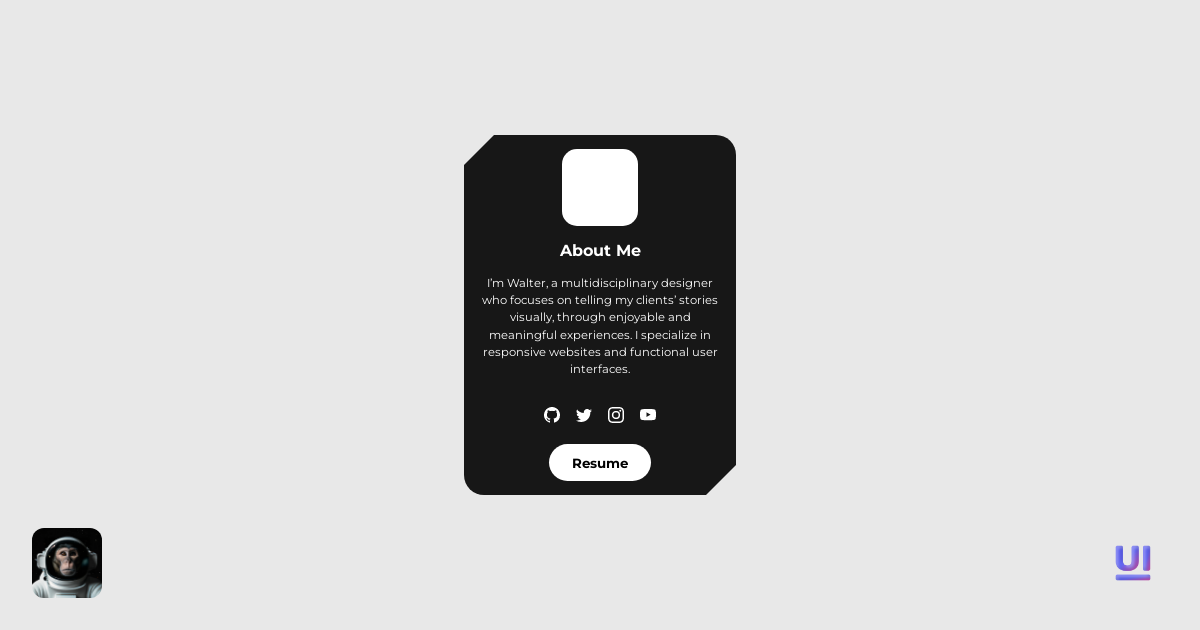 About Me
I’m Walter, a multidisciplinary designer
who focuses on telling my clients’ stories
visually, through enjoyable and
meaningful experiences. I specialize in
responsive websites and functional user
interfaces.
Resume
UI